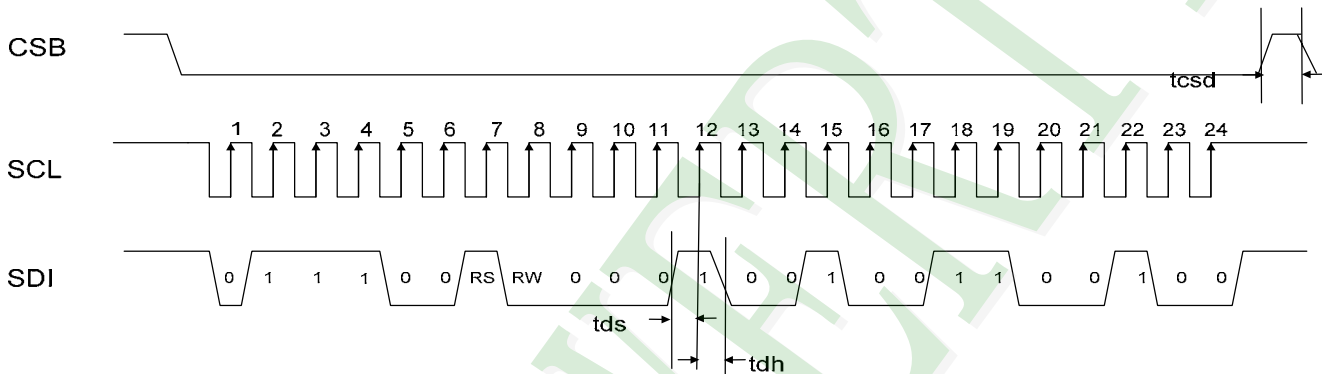 CSB
tcsd
1 2 3 4 5 6 7 8 9 10 11 12 13 14 15 16 17 18 19 20 21 22 23 24
SCL
SDI
0 1 1 1 0 0 RS RW 0 0 0 1 0 0 1 0 0 1 1 0 0 1 0 0
tds
tdh